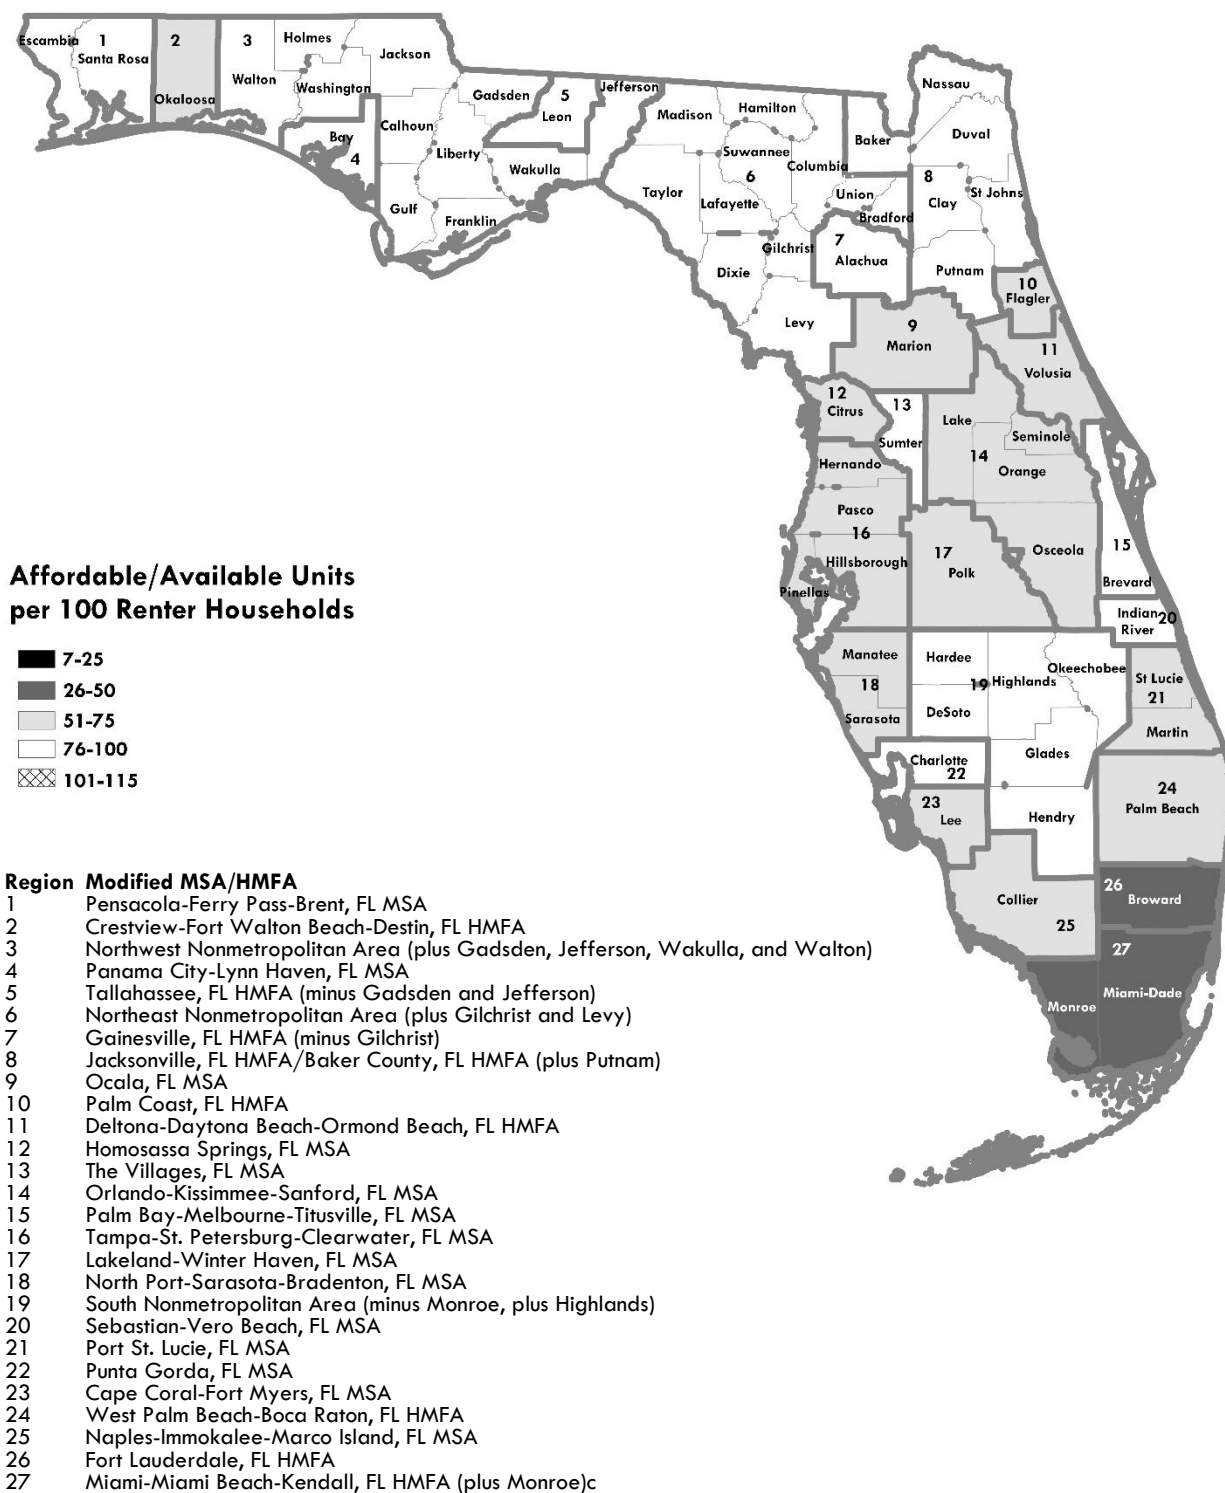 Escambia
1
Santa Rosa
2
Okaloosa
3
Walton
Holmes
Washington
Jackson
Bay
4
Calhoun
Gulf
Liberty
Franklin
Gadsden
5
Leon
Wakulla
Jefferson
Madison
Taylor
Hamilton
Suwannee
6
Lafayette
Columbia
Dixie
Gilchrist
Levy
Baker
Union
Bradford
7
Alachua
Nassau
Duval
8
Clay
St Johns
Putnam
10
Flagler
9
Marion
11
Volusia
12
Citrus
13
Sumter
Lake
Seminole
14
Orange
Hernando
Pasco
16
Hillsborough
Pinellas
17
Polk
Osceola
15
Brevard
Indian
River
20
Manatee
18
Sarasota
Hardee
19
Highlands
Okeechobee
DeSoto
St Lucie
21
Martin
Charlotte
22
Glades
23
Lee
Hendry
24
Palm Beach
Collier
25
26
Broward
27
Miami-Dade
Monroe
Affordable/Available Units
per 100 Renter Households
7-25
26-50
51-75
76-100
101-115
Region Modified MSA/HMFA
1 Pensacola-Ferry Pass-Brent, FL MSA
2 Crestview-Fort Walton Beach-Destin, FL HMFA
3 Northwest Nonmetropolitan Area (plus Gadsden, Jefferson, Wakulla, and Walton)
4 Panama City-Lynn Haven, FL MSA
5 Tallahassee, FL HMFA (minus Gadsden and Jefferson)
6 Northeast Nonmetropolitan Area (plus Gilchrist and Levy)
7 Gainesville, FL HMFA (minus Gilchrist)
8 Jacksonville, FL HMFA/Baker County, FL HMFA (plus Putnam)
9 Ocala, FL MSA
10 Palm Coast, FL HMFA
11 Deltona-Daytona Beach-Ormond Beach, FL HMFA
12 Homosassa Springs, FL MSA
13 The Villages, FL MSA
14 Orlando-Kissimmee-Sanford, FL MSA
15 Palm Bay-Melbourne-Titusville, FL MSA
16 Tampa-St. Petersburg-Clearwater, FL MSA
17 Lakeland-Winter Haven, FL MSA
18 North Port-Sarasota-Bradenton, FL MSA
19 South Nonmetropolitan Area (minus Monroe, plus Highlands)
20 Sebastian-Vero Beach, FL MSA
21 Port St. Lucie, FL MSA
22 Punta Gorda, FL MSA
23 Cape Coral-Fort Myers, FL MSA
24 West Palm Beach-Boca Raton, FL HMFA
25 Naples-Immokalee-Marco Island, FL MSA
26 Fort Lauderdale, FL HMFA
27 Miami-Miami Beach-Kendall, FL HMFA (plus Monroe)c